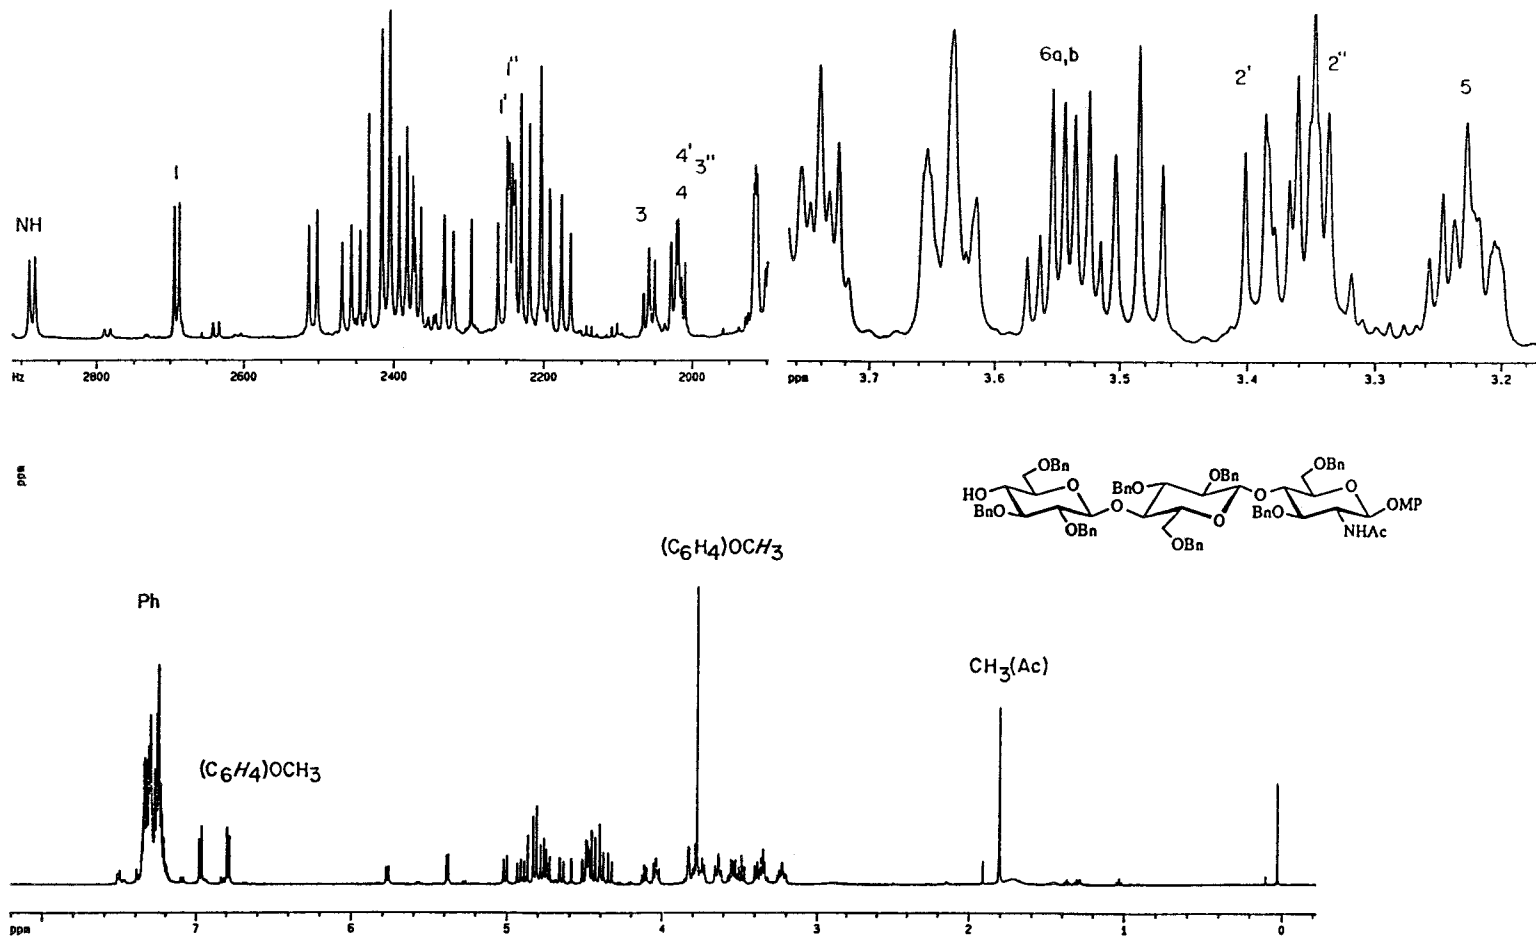 NH
1
1'
1''
3
4'
3''
4
6a,b
2'
2''
5
Hz 2800 2600 2400 2200 2000
ppm 3.7 3.6 3.5 3.4 3.3 3.2
ppm
OBn
HO
O
BnO
OBn
O
BnO
OBn
O
OBn
O
OBn
O
BnO
NHAc
OMP
Ph
(C6H4)OCH3
(C6H4)OCH3
CH3(Ac)
ppm 7 6 5 4 3 2 1 0